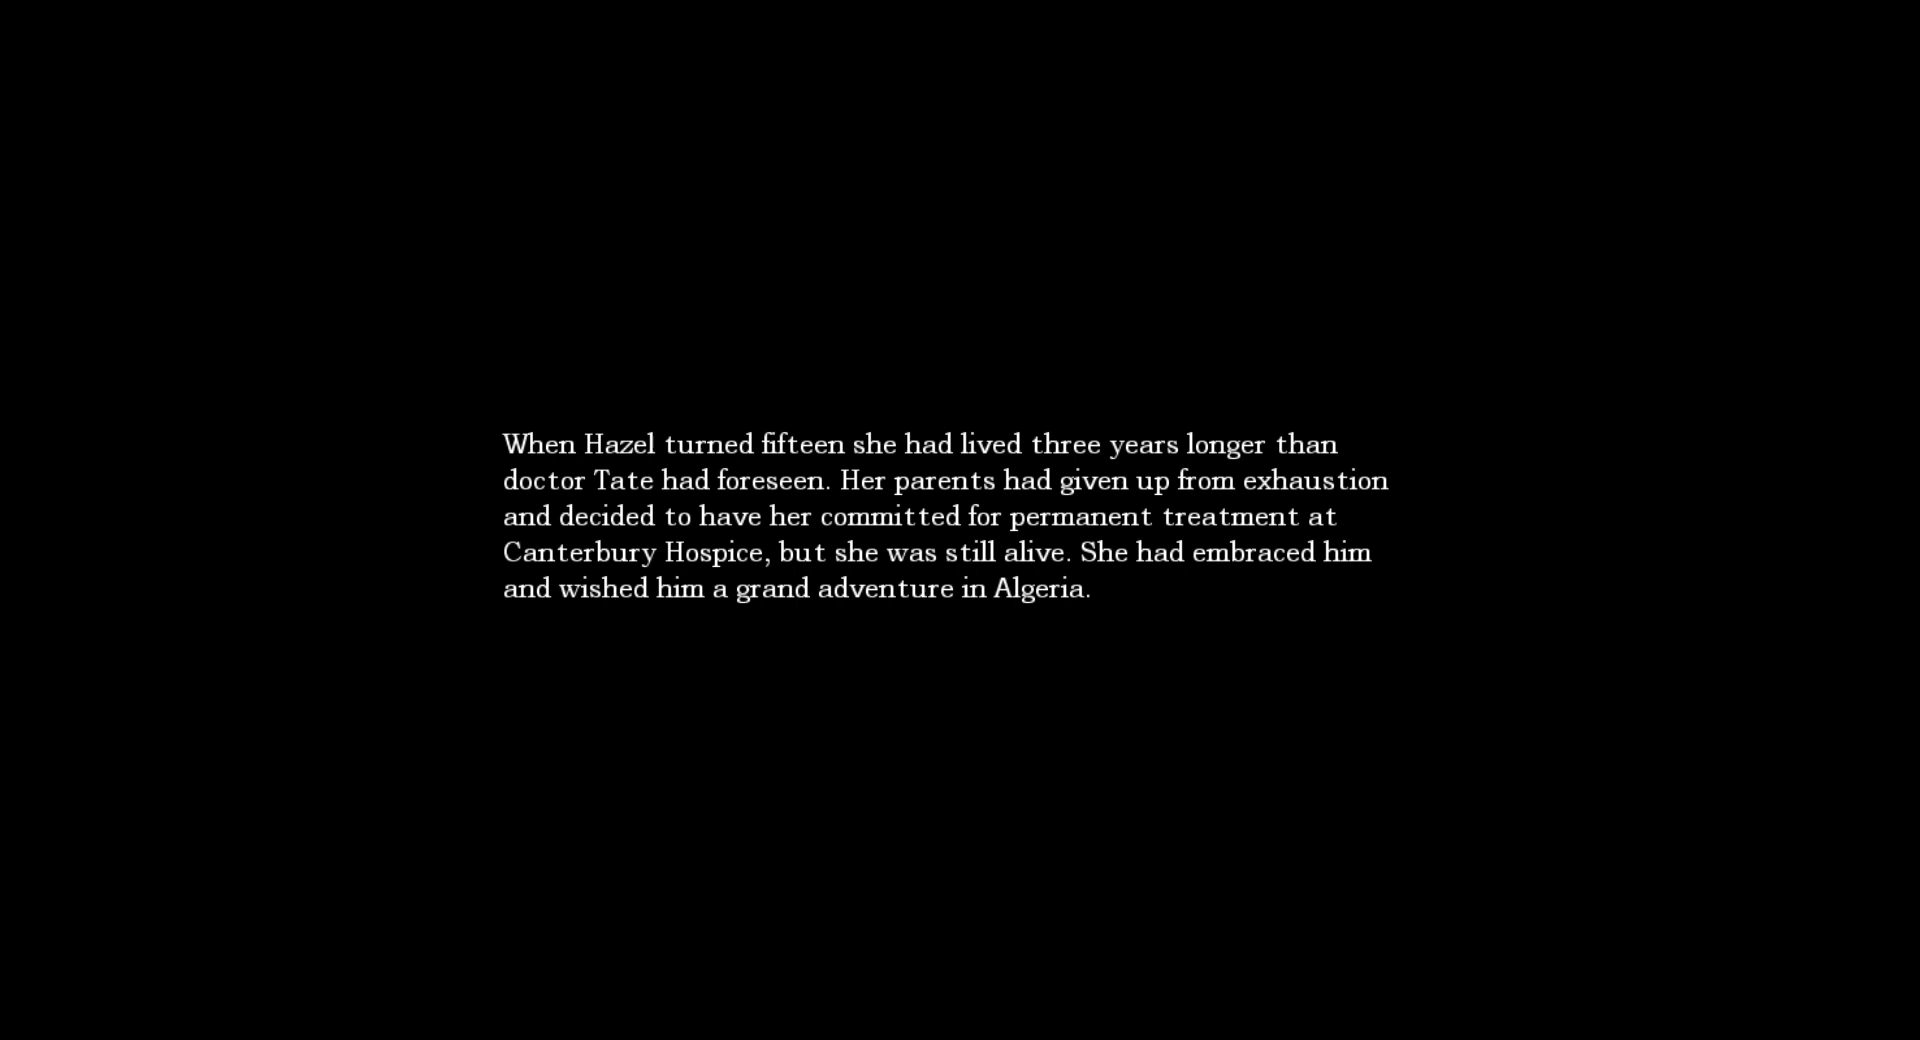 When Hazel turned fifteen she had lived three years longer than
doctor Tate had foreseen. Her parents had given up from exhaustion
and decided to have her committed for permanent treatment at
Canterbury Hospice, but she was still alive. She had embraced him
and wished him a grand adventure in Algeria.